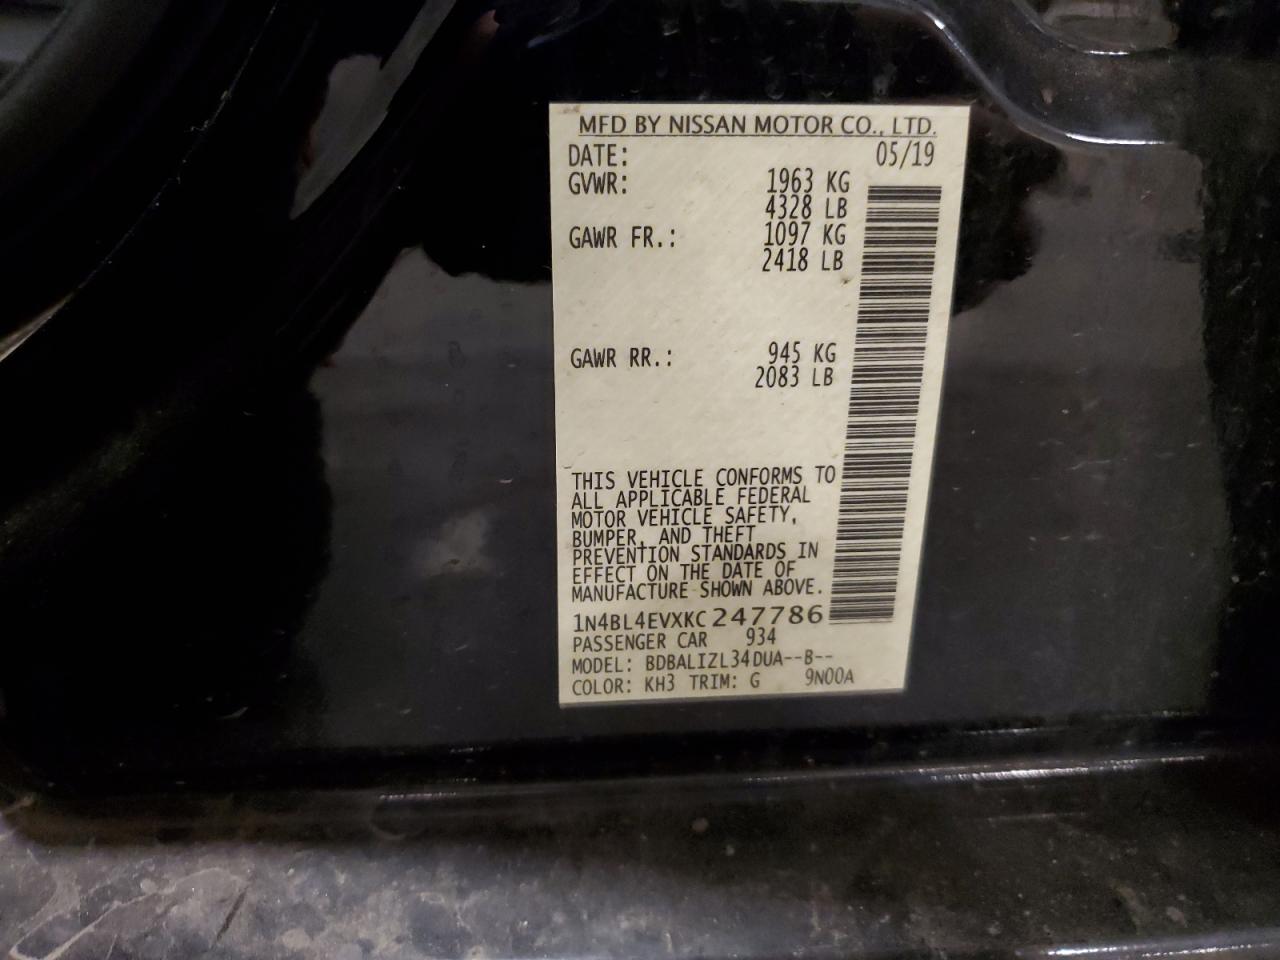 MFD BY NISSAN MOTOR CO., LTD.
DATE: 05/19
GVWR: 1963 KG
4328 LB
GAWR FR.: 1097 KG
2418 LB
GAWR RR.: 945 KG
2083 LB
THIS VEHICLE CONFORMS TO
ALL APPLICABLE FEDERAL
MOTOR VEHICLE SAFETY,
BUMPER, AND THEFT
PREVENTION STANDARDS IN
EFFECT ON THE DATE OF
MANUFACTURE SHOWN ABOVE.
1N4BL4EVXKC247786
PASSENGER CAR 934
MODEL: BDBALIZL34DUA--B--
COLOR: KH3 TRIM: G 9N00A